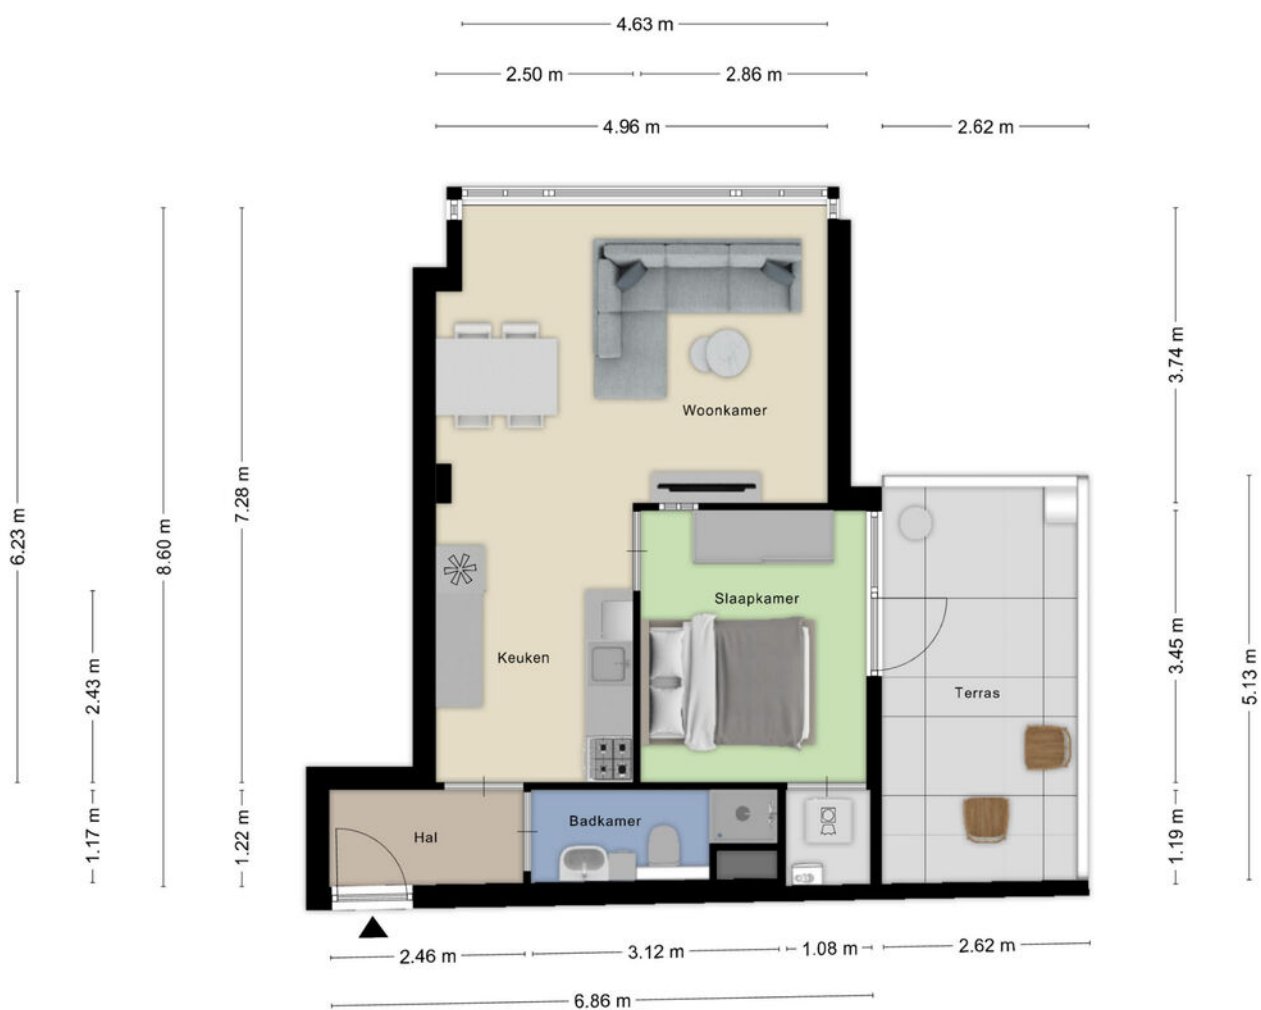 4.63 m
2.50 m
2.86 m
4.96 m
2.62 m
Woonkamer
3.74 m
7.28 m
8.60 m
6.23 m
Slaapkamer
Keuken
3.45 m
5.13 m
2.43 m
Terras
Badkamer
Hal
1.17 m
1.22 m
1.19 m
2.46 m
3.12 m
1.08 m
2.62 m
6.86 m